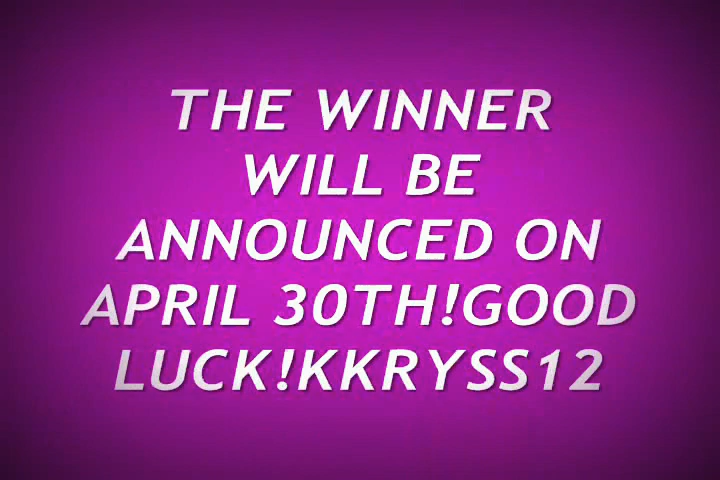 THE WINNER
WILL BE
ANNOUNCED ON
APRIL 30TH!GOOD
LUCK!KKRYSS12